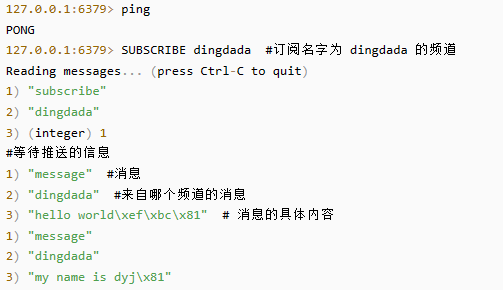 127.0.0.1:6379> ping
PONG
127.0.0.1:6379> SUBSCRIBE dingdada  #订阅名字为 dingdada 的频道
Reading messages... (press Ctrl-C to quit)
1) "subscribe"
2) "dingdada"
3) (integer) 1
#等待推送的信息
1) "message"  #消息
2) "dingdada"  #来自哪个频道的消息
3) "hello world\xef\xbc\x81"  # 消息的具体内容
1) "message"
2) "dingdada"
3) "my name is dyj\x81"